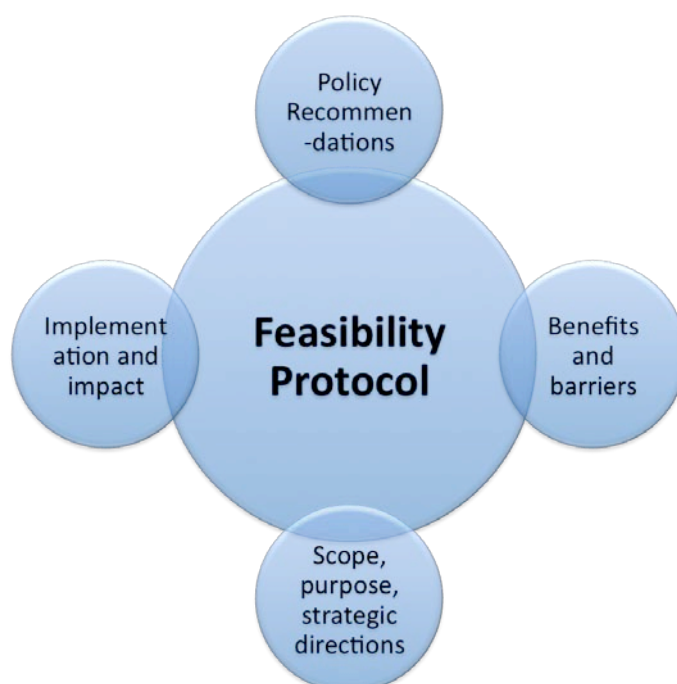 Policy
Recommen
-dations
Implement
ation and
impact
Feasibility
Protocol
Benefits
and
barriers
Scope,
purpose,
strategic
directions